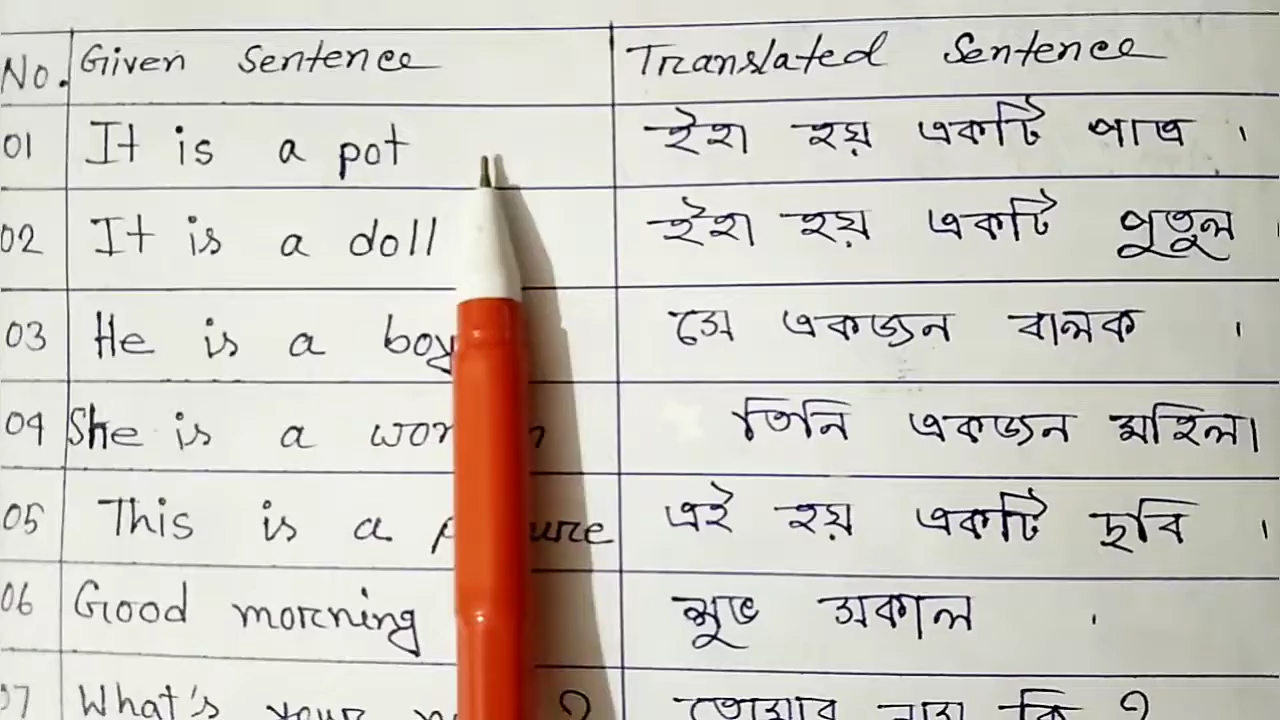 No. Given Sentence Translated Sentence
01 It is a pot ইহা হয় একটি পাত্র ।
02 It is a doll ইহা হয় একটি পুতুল ।
03 He is a boy সে একজন বালক ।
04 She is a তিনি একজন মহিলা।
05 This is a এই হয় একটি ছবি ।
06 Good morning শুভ সকাল ।
07 What's your ? তোমার নাম কি ?